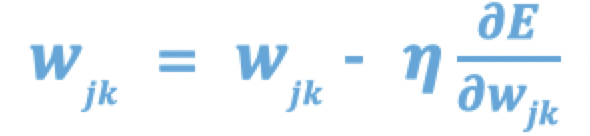 w_jk = w_jk - η ∂E/∂w_jk